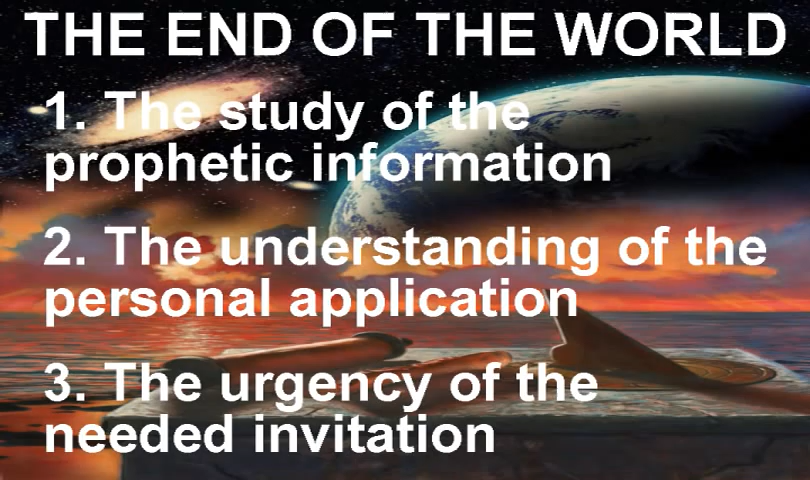 THE END OF THE WORLD
1. The study of the
prophetic information
2. The understanding of the
personal application
3. The urgency of the
needed invitation